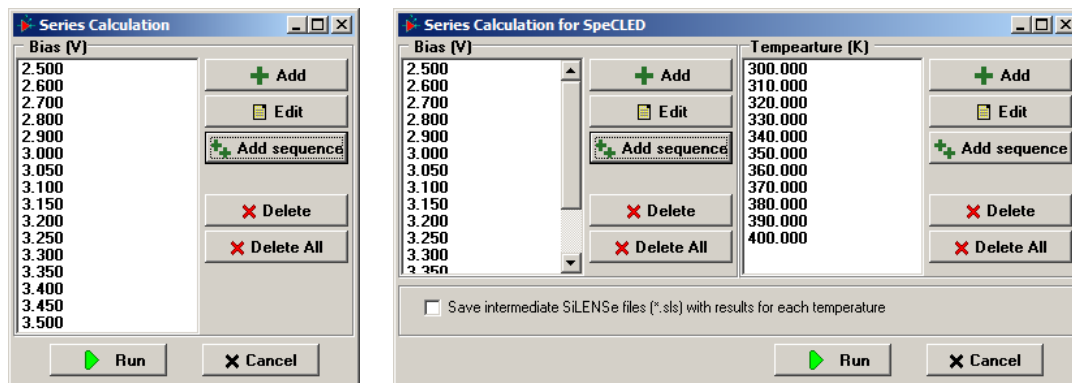 Series Calculation
Bias (V)
2.500
2.600
2.700
2.800
2.900
3.000
3.050
3.100
3.150
3.200
3.250
3.300
3.350
3.400
3.450
3.500
Add
Edit
Add sequence
Delete
Delete All
Run
Cancel
Series Calculation for SpeCLED
Bias (V)
2.500
2.600
2.700
2.800
2.900
3.000
3.050
3.100
3.150
3.200
3.250
3.300
3.350
Add
Edit
Add sequence
Delete
Delete All
Tempearture (K)
300.000
310.000
320.000
330.000
340.000
350.000
360.000
370.000
380.000
390.000
400.000
Add
Edit
Add sequence
Delete
Delete All
Save intermediate SiLENSe files (*.sls) with results for each temperature
Run
Cancel